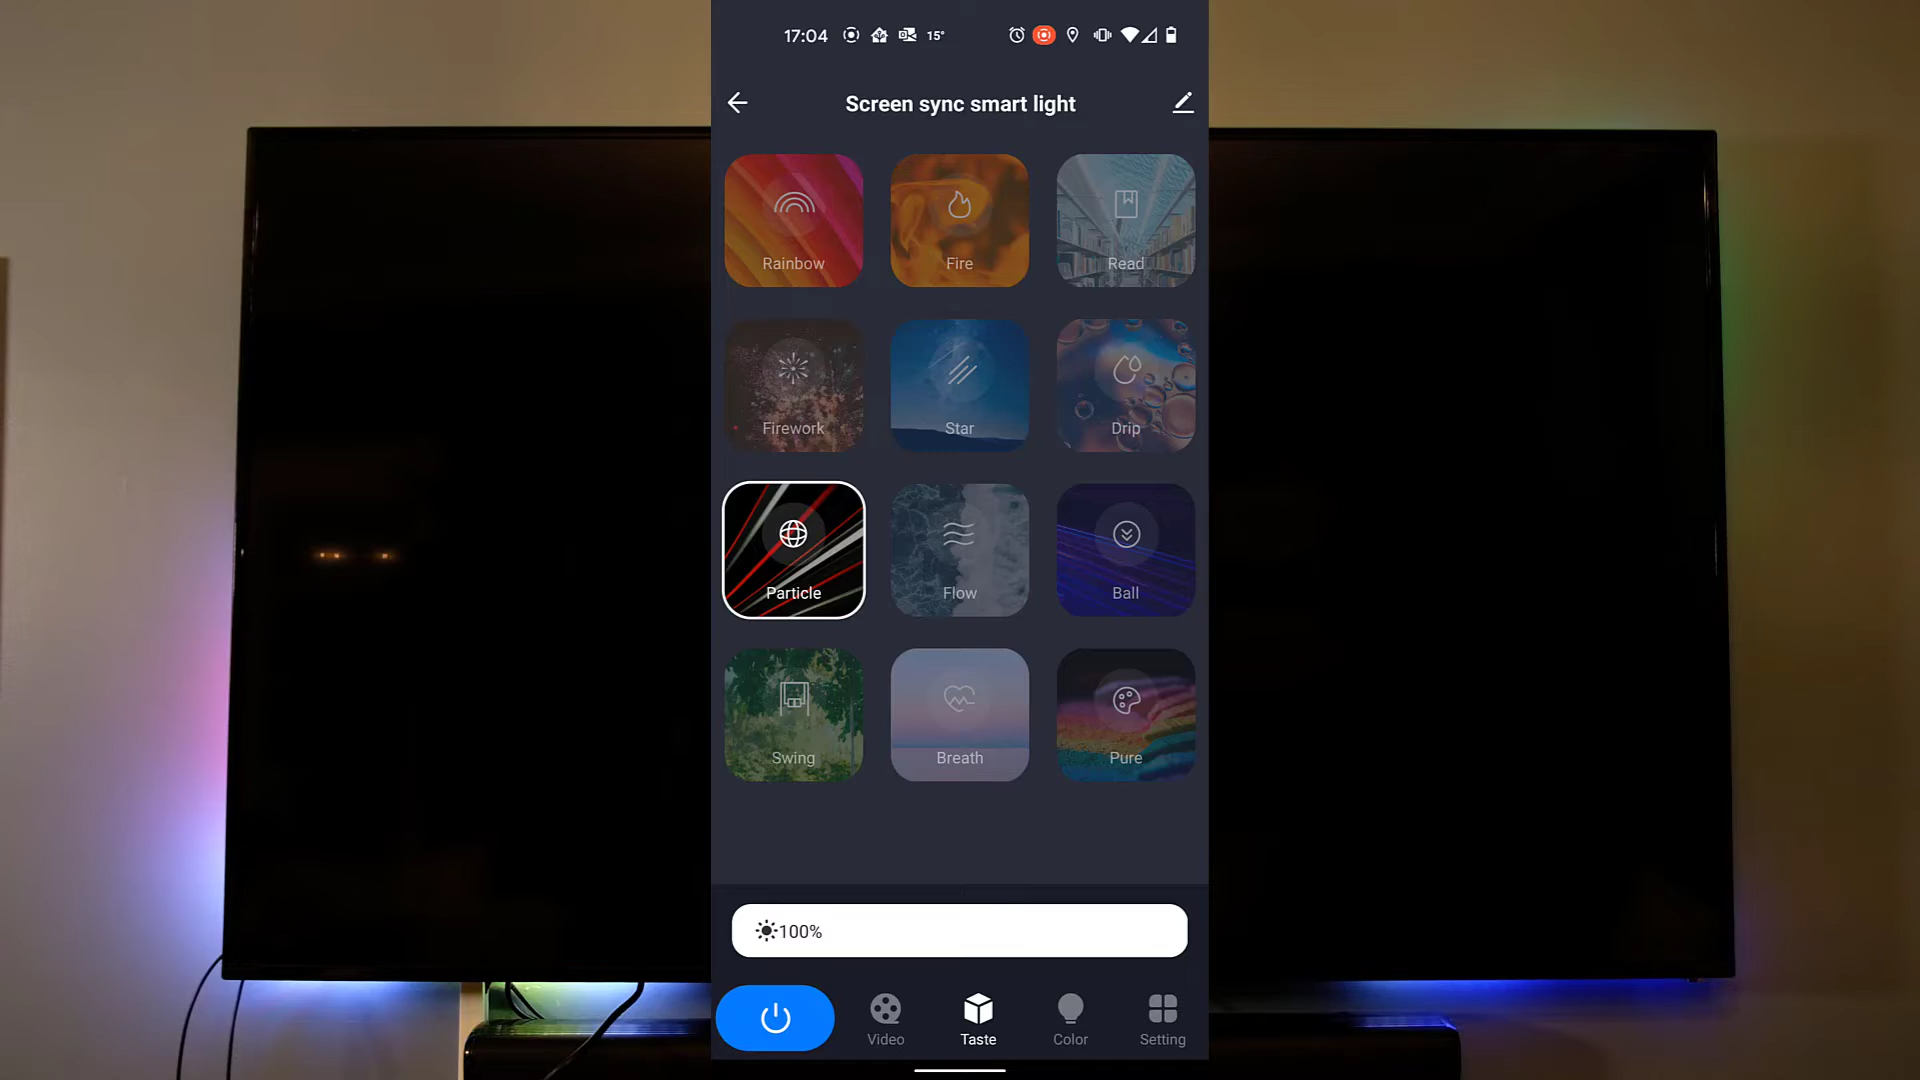 17:04 15°
Screen sync smart light
Rainbow Fire Read
Firework Star Drip
Particle Flow Ball
Swing Breath Pure
100%
Video Taste Color Setting